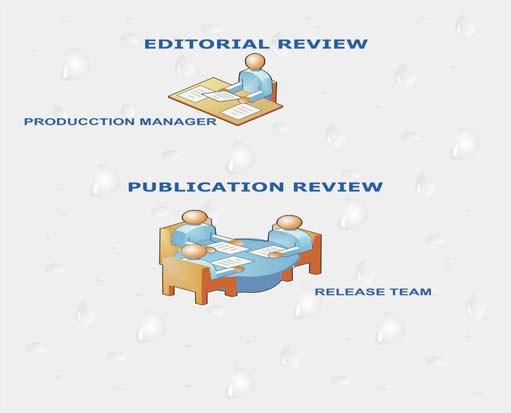 EDITORIAL REVIEW
PRODUCCTION MANAGER
PUBLICATION REVIEW
RELEASE TEAM